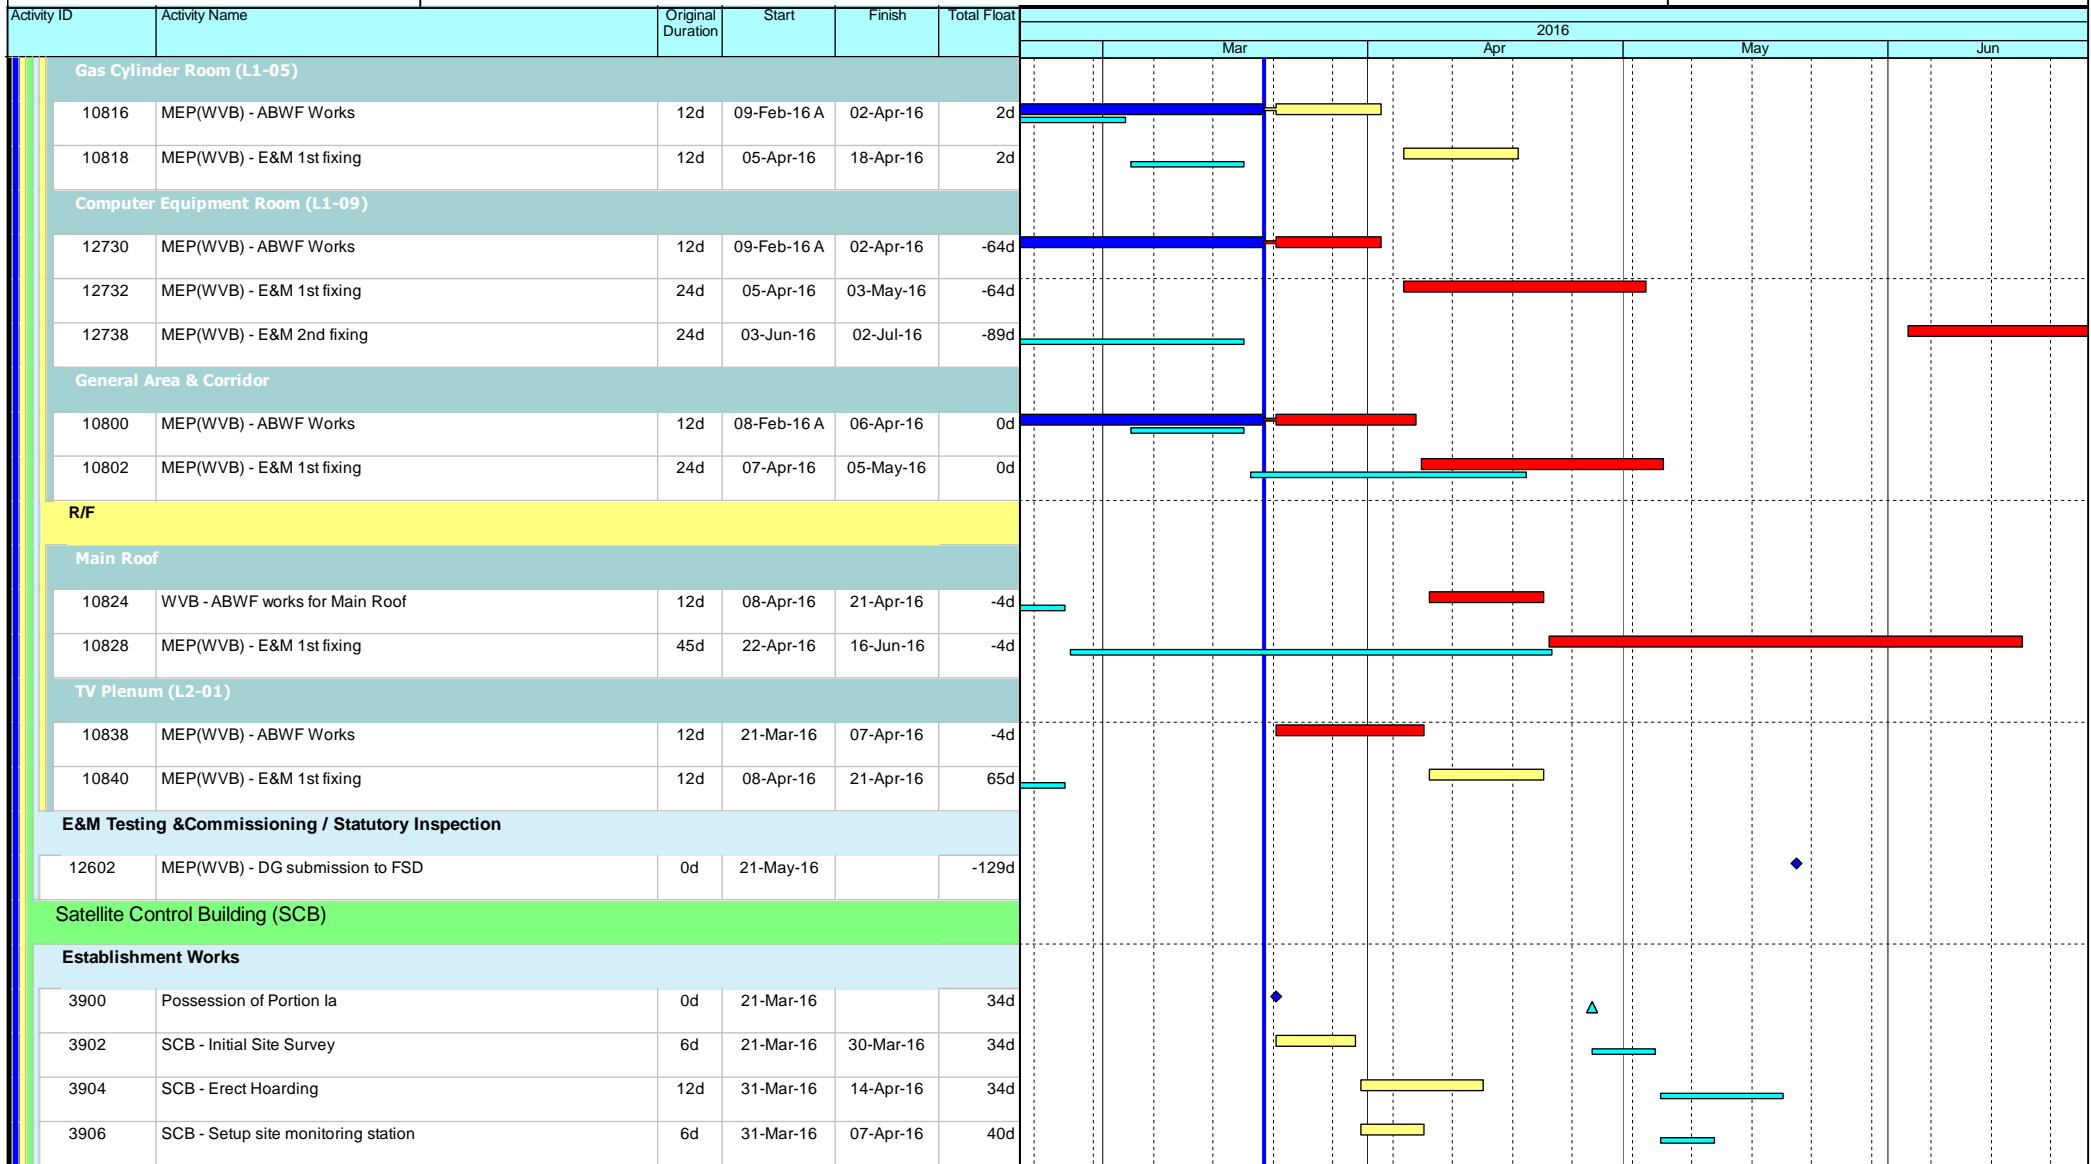 Activity ID Activity Name Original Duration Start Finish Total Float
2016
Mar Apr May Jun
Gas Cylinder Room (L1-05)
10816 MEP(WVB) - ABWF Works 12d 09-Feb-16 A 02-Apr-16 2d
10818 MEP(WVB) - E&M 1st fixing 12d 05-Apr-16 18-Apr-16 2d
Computer Equipment Room (L1-09)
12730 MEP(WVB) - ABWF Works 12d 09-Feb-16 A 02-Apr-16 -64d
12732 MEP(WVB) - E&M 1st fixing 24d 05-Apr-16 03-May-16 -64d
12738 MEP(WVB) - E&M 2nd fixing 24d 03-Jun-16 02-Jul-16 -89d
General Area & Corridor
10800 MEP(WVB) - ABWF Works 12d 08-Feb-16 A 06-Apr-16 0d
10802 MEP(WVB) - E&M 1st fixing 24d 07-Apr-16 05-May-16 0d
R/F
Main Roof
10824 WVB - ABWF works for Main Roof 12d 08-Apr-16 21-Apr-16 -4d
10828 MEP(WVB) - E&M 1st fixing 45d 22-Apr-16 16-Jun-16 -4d
TV Plenum (L2-01)
10838 MEP(WVB) - ABWF Works 12d 21-Mar-16 07-Apr-16 -4d
10840 MEP(WVB) - E&M 1st fixing 12d 08-Apr-16 21-Apr-16 65d
E&M Testing &Commissioning / Statutory Inspection
12602 MEP(WVB) - DG submission to FSD 0d 21-May-16 -129d
Satellite Control Building (SCB)
Establishment Works
3900 Possession of Portion Ia 0d 21-Mar-16 34d
3902 SCB - Initial Site Survey 6d 21-Mar-16 30-Mar-16 34d
3904 SCB - Erect Hoarding 12d 31-Mar-16 14-Apr-16 34d
3906 SCB - Setup site monitoring station 6d 31-Mar-16 07-Apr-16 40d